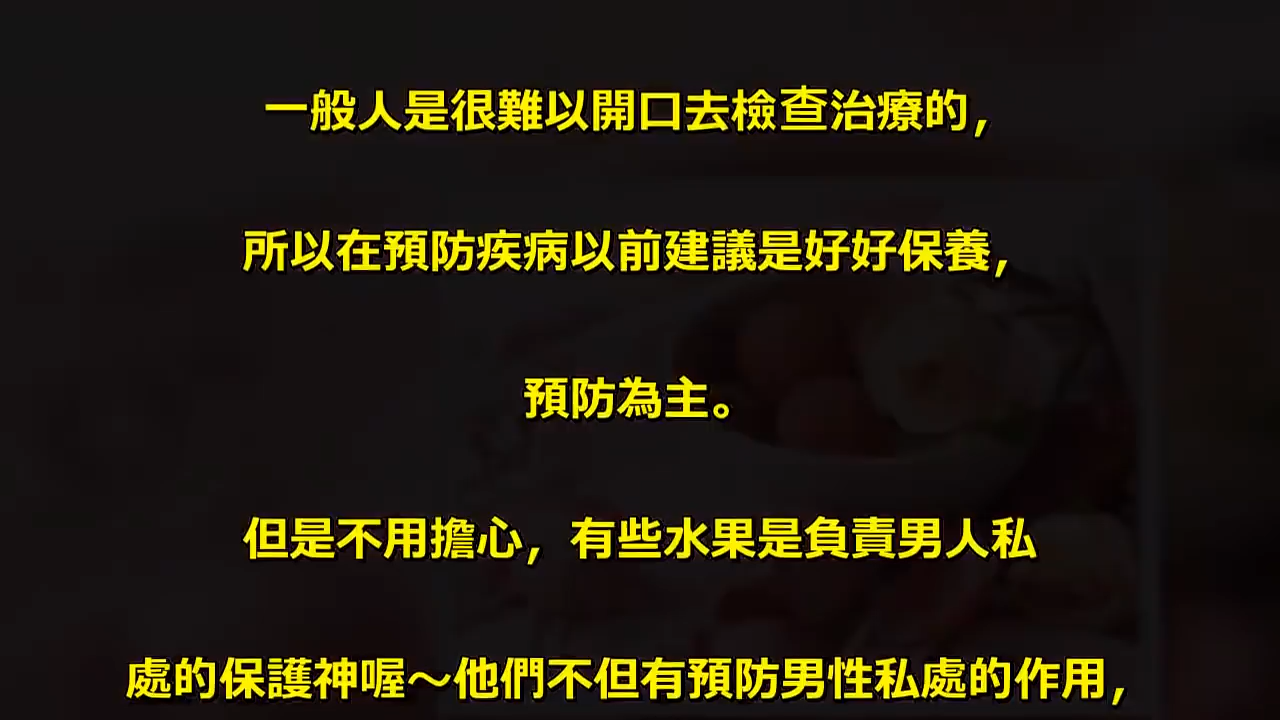 一般人是很難以開口去檢查治療的，
所以在預防疾病以前建議是好好保養，
預防為主。
但是不用擔心，有些水果是負責男人私
處的保護神喔～他們不但有預防男性私處的作用，